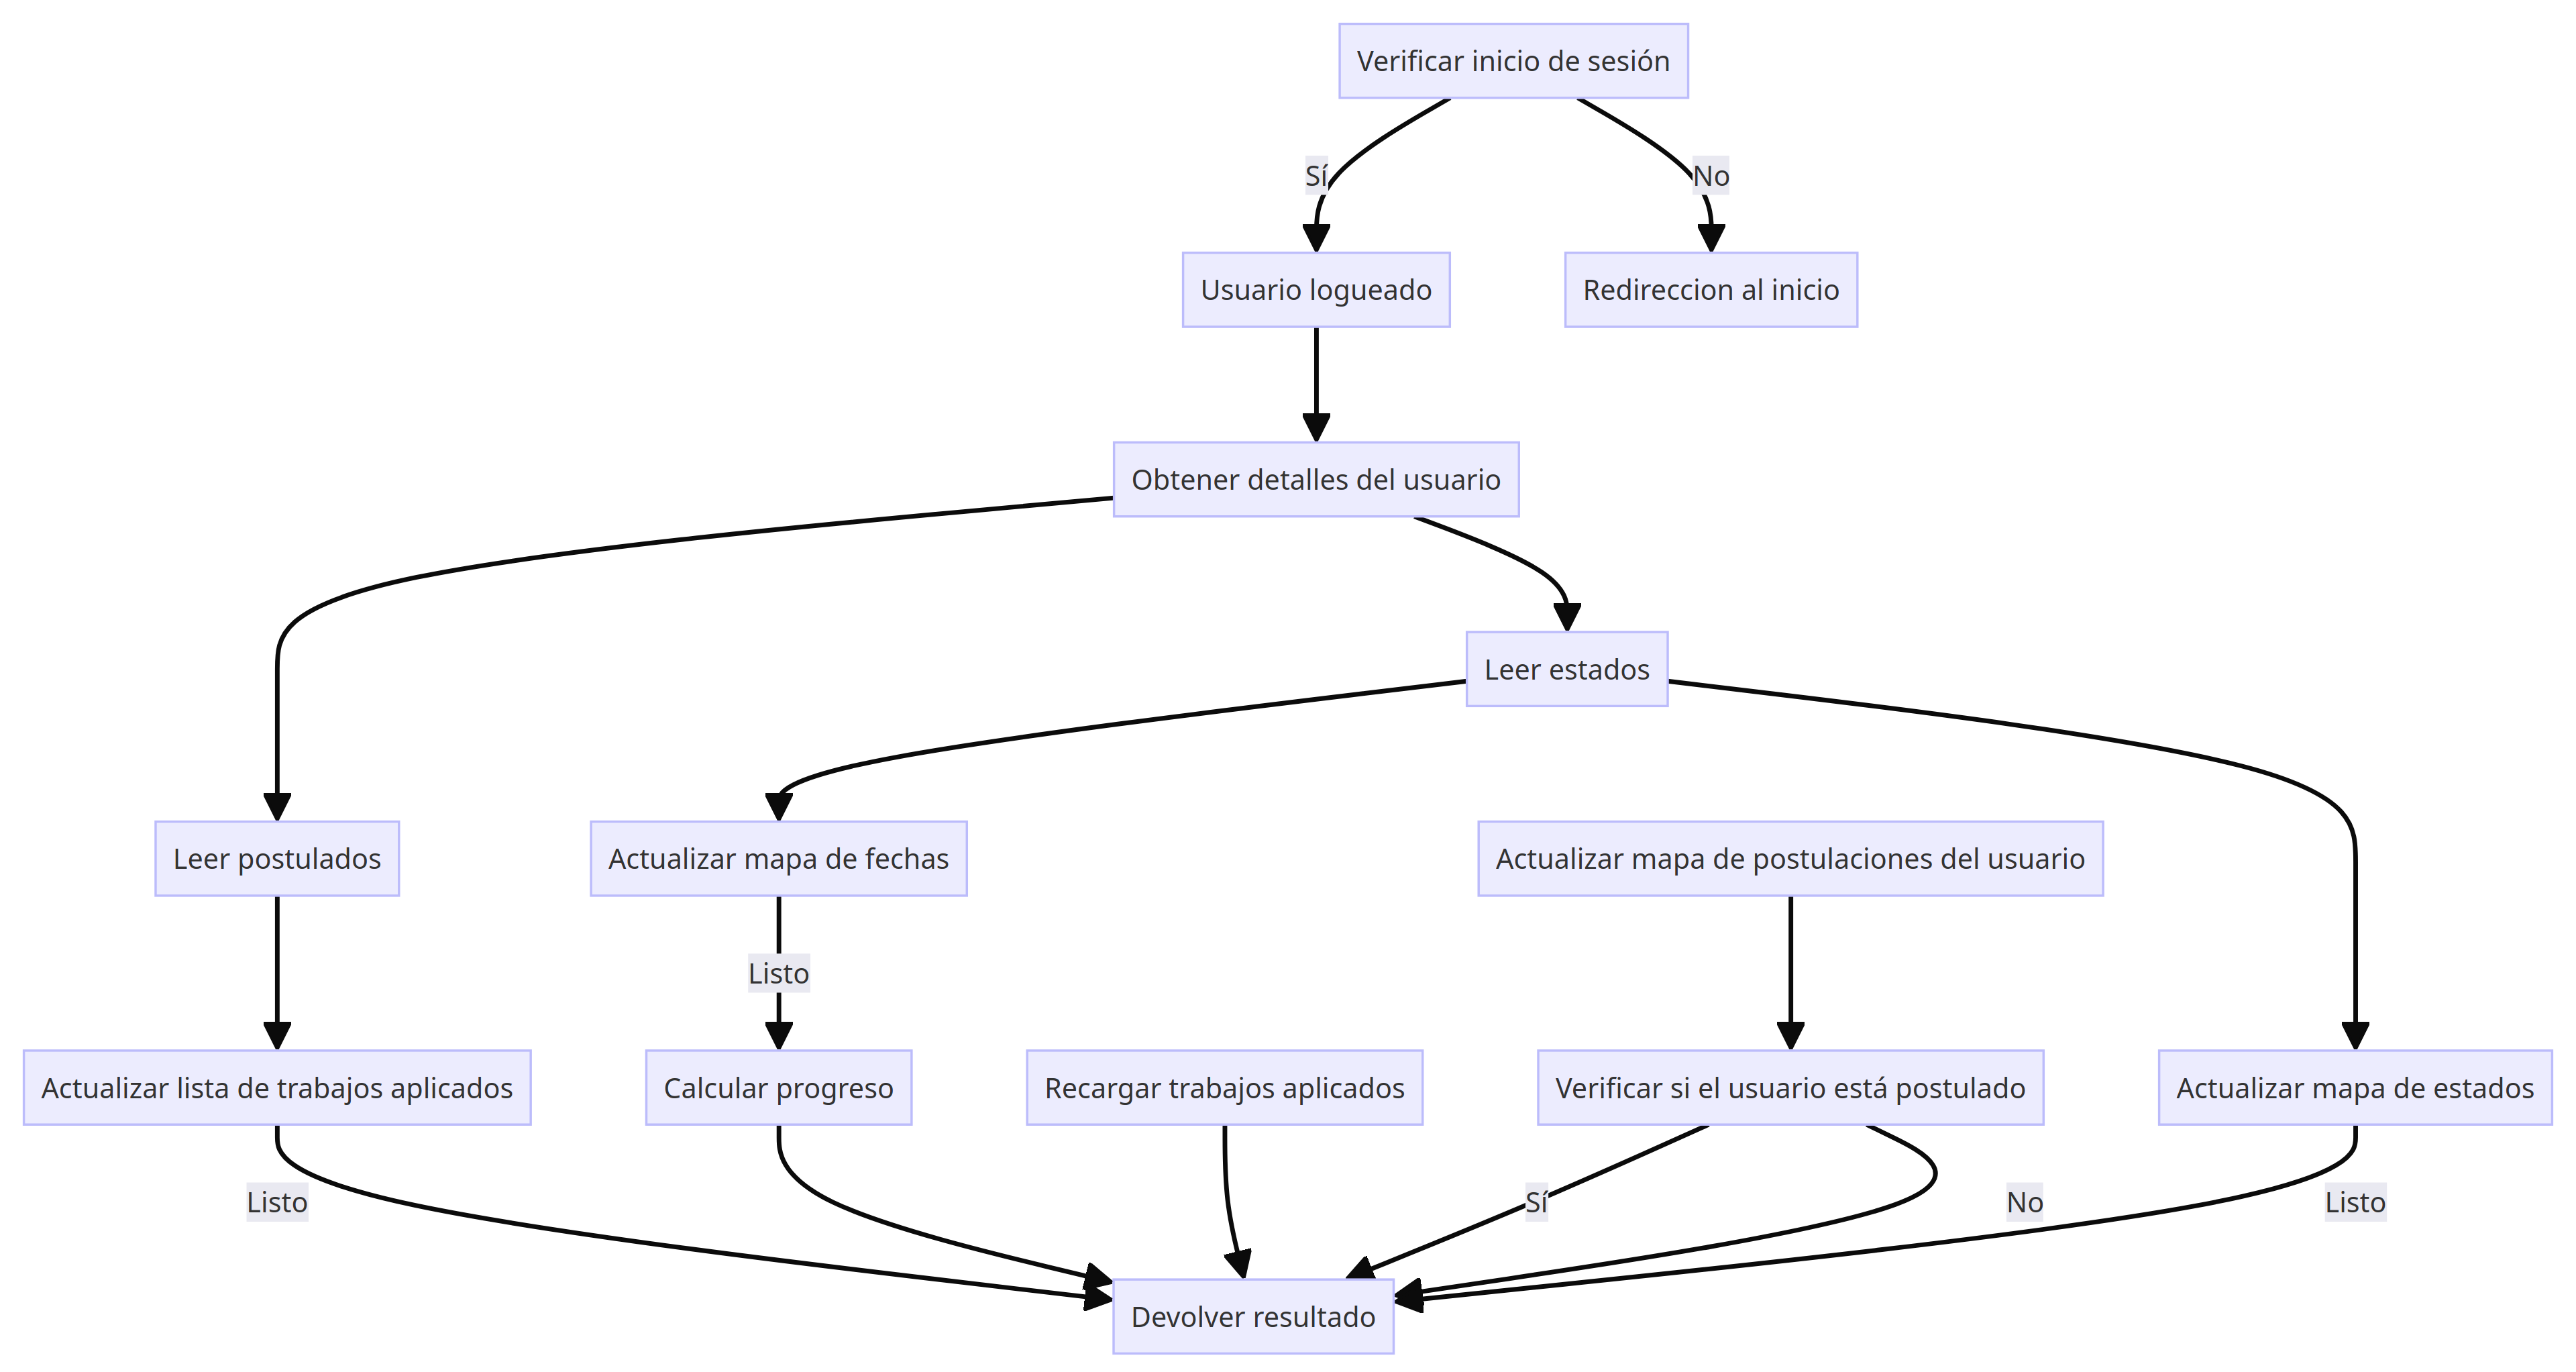 Verificar inicio de sesión
Sí
No
Usuario logueado
Redireccion al inicio
Obtener detalles del usuario
Leer estados
Leer postulados
Actualizar mapa de fechas
Actualizar mapa de postulaciones del usuario
Listo
Actualizar lista de trabajos aplicados
Calcular progreso
Recargar trabajos aplicados
Verificar si el usuario está postulado
Actualizar mapa de estados
Listo
Sí
No
Listo
Devolver resultado